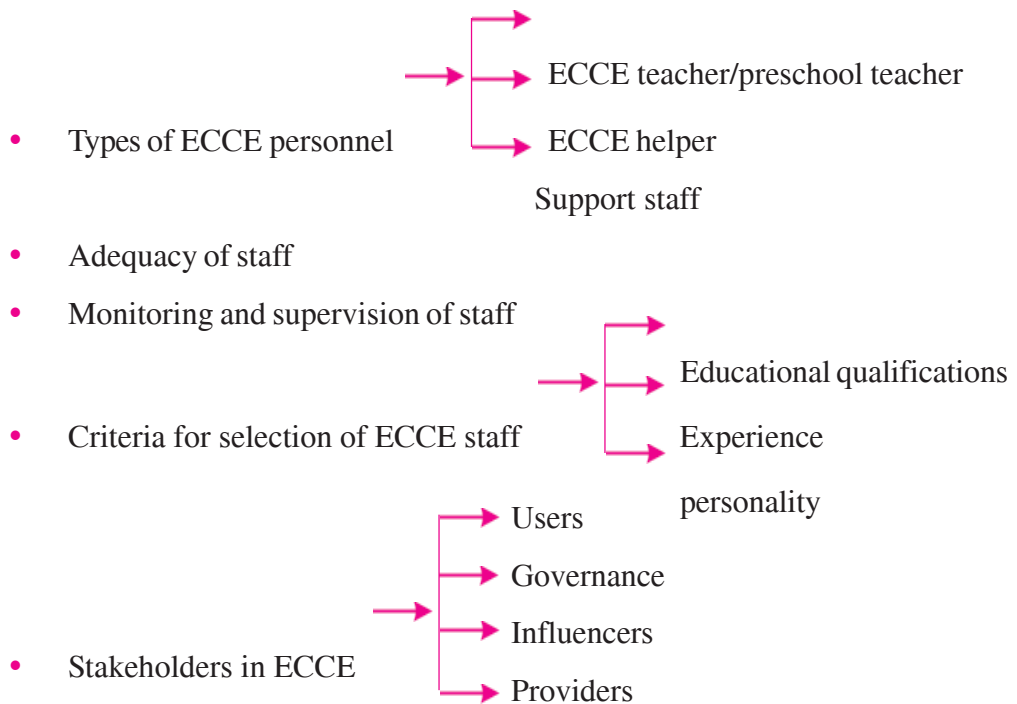 ECCE teacher/preschool teacher
• Types of ECCE personnel
ECCE helper
Support staff
• Adequacy of staff
• Monitoring and supervision of staff
Educational qualifications
• Criteria for selection of ECCE staff
Experience
personality
Users
Governance
Influencers
• Stakeholders in ECCE
Providers